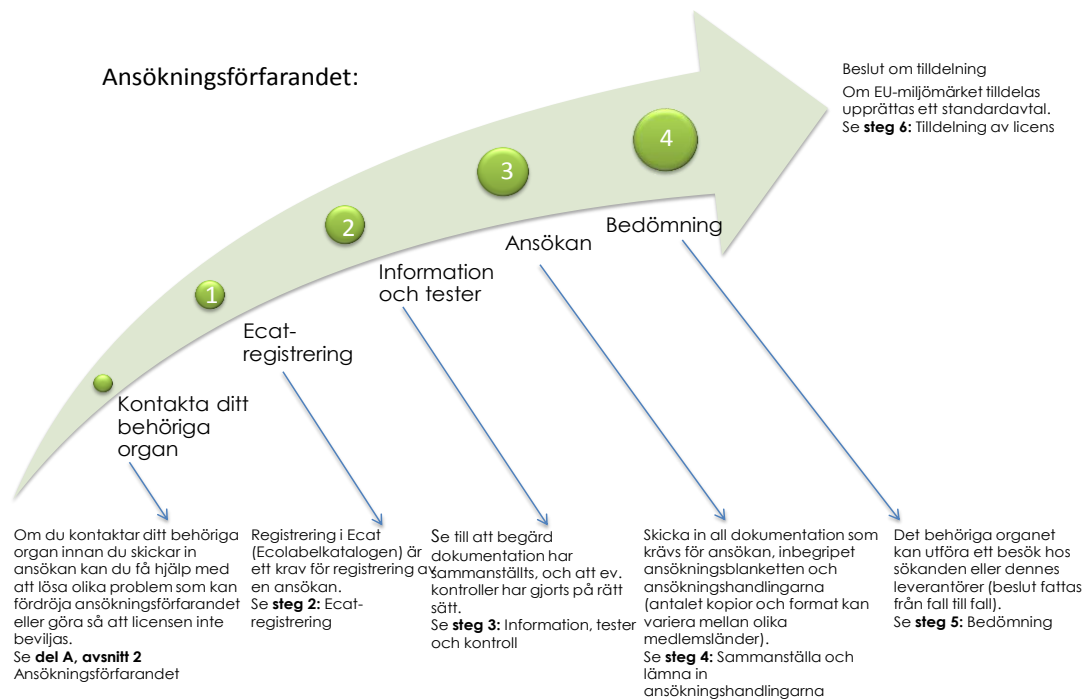 Ansökningsförfarandet:
Beslut om tilldelning
Om EU-miljömärket tilldelas
upprättas ett standardavtal.
Se steg 6: Tilldelning av licens
4
3
2
1
Bedömning
Ansökan
Information
och tester
Ecat-
registrering
Kontakta ditt
behöriga
organ
Om du kontaktar ditt behöriga
organ innan du skickar in
ansökan kan du få hjälp med
att lösa olika problem som kan
fördröja ansökningsförfarandet
eller göra så att licensen inte
beviljas.
Se del A, avsnitt 2
Ansökningsförfarandet
Registrering i Ecat
(Ecolabelkatalogen) är
ett krav för registrering av
en ansökan.
Se steg 2: Ecat-
registrering
Se till att begärd
dokumentation har
sammanställts, och att ev.
kontroller har gjorts på rätt
sätt.
Se steg 3: Information, tester
och kontroll
Skicka in all dokumentation som
krävs för ansökan, inbegripet
ansökningsblanketten och
ansökningshandlingarna
(antalet kopior och format kan
variera mellan olika
medlemsländer).
Se steg 4: Sammanställa och
lämna in
ansökningshandlingarna
Det behöriga organet
kan utföra ett besök hos
sökanden eller dennes
leverantörer (beslut fattas
från fall till fall).
Se steg 5: Bedömning